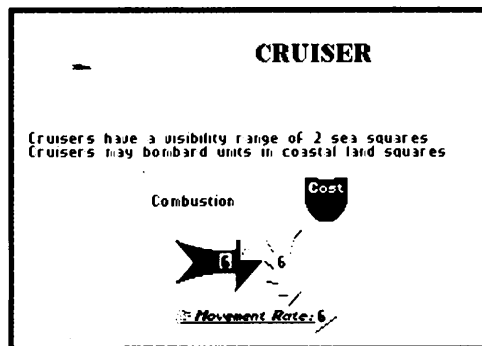 CRUISER
Cruisers have a visibility range of 2 sea squares
Cruisers may bombard units in coastal land squares
Cost
Combustion
6 6
Movement Rate: 6